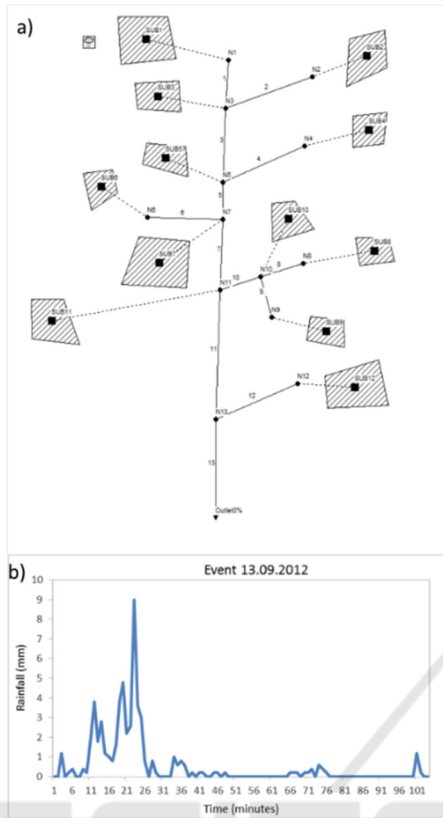 a)
SUB1
N1
SUB2
N2
1
2
SUB3
N3
SUB4
3
N4
4
N5
SUB6
5
N6
6
N7
SUB10
7
SUB7
SUB8
N8
8
N10
10
N11
9
SUB11
N9
SUB9
11
N12
SUB12
12
N13
13
Outlet0%
b)
Event 13.09.2012
10
9
8
7
6
5
4
3
2
1
0
Rainfall (mm)
1 6 11 16 21 26 31 36 41 46 51 56 61 66 71 76 81 86 91 96 101
Time (minutes)